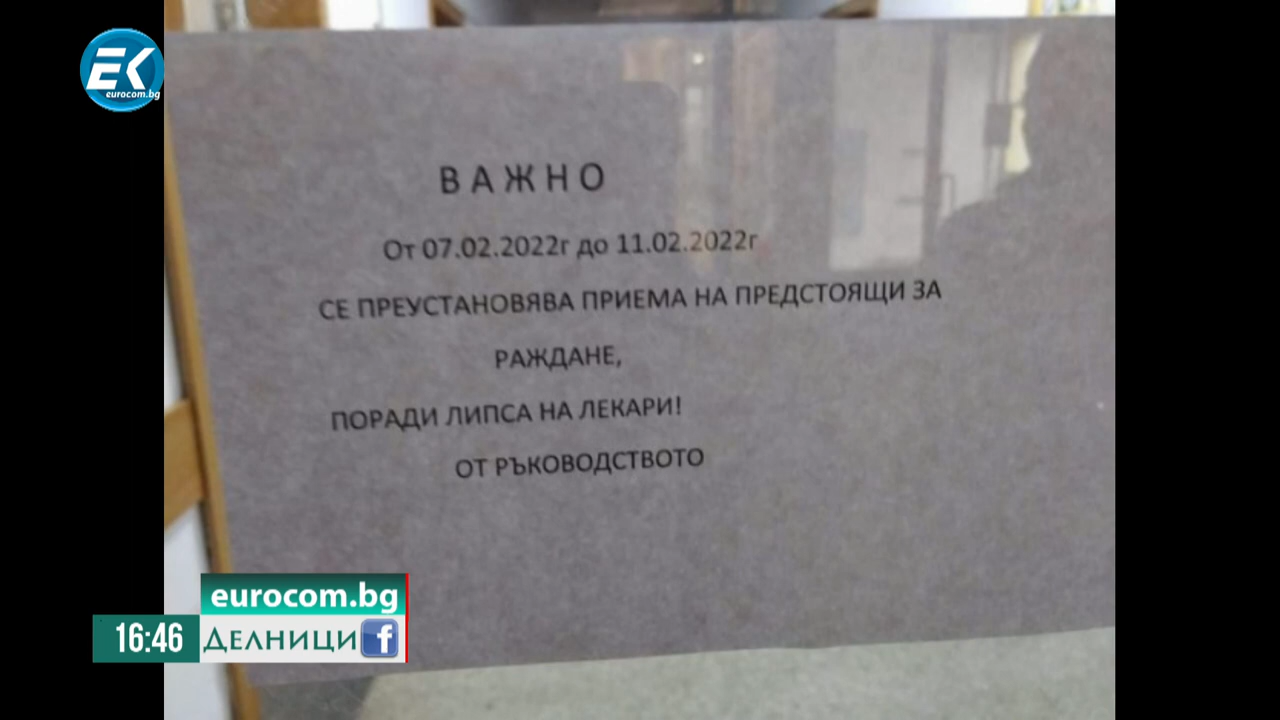 EK
eurocom.bg
В А Ж Н О
От 07.02.2022г до 11.02.2022г
СЕ ПРЕУСТАНОВЯВА ПРИЕМА НА ПРЕДСТОЯЩИ ЗА
РАЖДАНЕ,
ПОРАДИ ЛИПСА НА ЛЕКАРИ!
ОТ РЪКОВОДСТВОТО
eurocom.bg
16:46 ДЕЛНИЦИ f